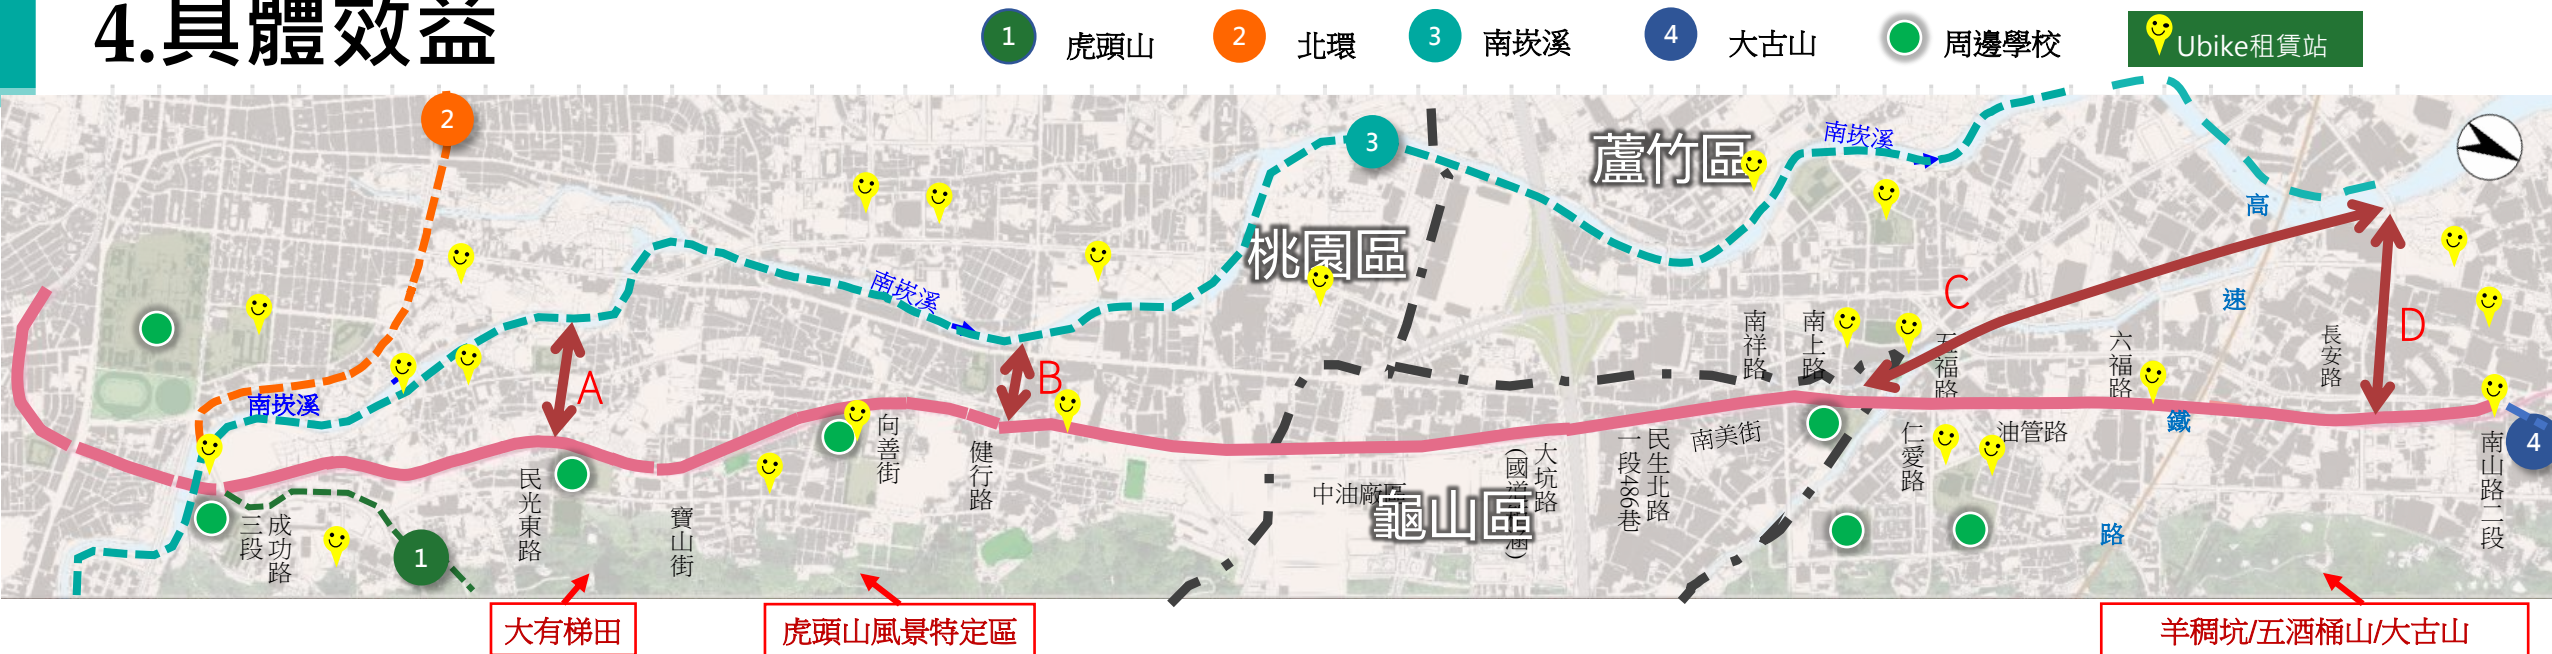 4.具體效益
1 虎頭山
2 北環
3 南崁溪
4 大古山
周邊學校
Ubike租賃站
2
3
南崁溪
蘆竹區
桃園區
南崁溪
南崁溪
高
速
鐵
路
A
B
C
D
南祥路
南上路
五福路
六福路
長安路
向善街
健行路
民光東路
寶山街
成功路
三段
1
中油廠區
龜山區
大坑路
民生北路
一段486巷
南美街
仁愛路
油管路
南山路二段
4
大有梯田
虎頭山風景特定區
羊稠坑/五酒桶山/大古山